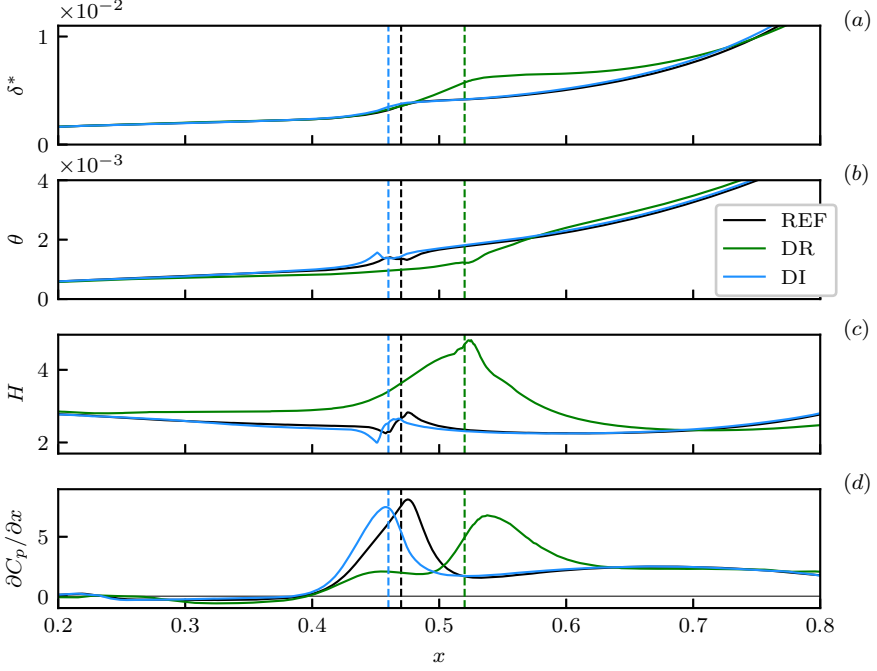 ×10⁻²
(a)
1
δ*
0
×10⁻³
(b)
4
θ
2
0
REF
DR
DI
(c)
4
H
2
(d)
5
∂Cₚ/∂x
0
0.2 0.3 0.4 0.5 0.6 0.7 0.8
x